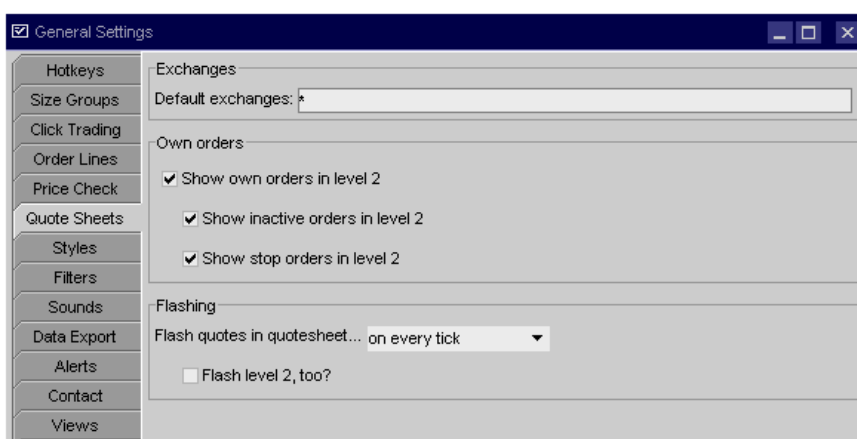 General Settings
Hotkeys
Size Groups
Click Trading
Order Lines
Price Check
Quote Sheets
Styles
Filters
Sounds
Data Export
Alerts
Contact
Views
Exchanges
Default exchanges: *
Own orders
Show own orders in level 2
Show inactive orders in level 2
Show stop orders in level 2
Flashing
Flash quotes in quotesheet... on every tick
Flash level 2, too?